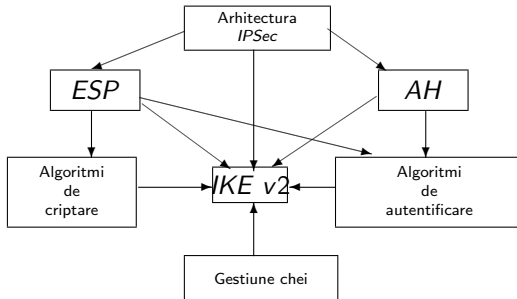 Arhitectura
IPSec
ESP
AH
Algoritmi
de
criptare
IKE v2
Algoritmi
de
autentificare
Gestiune chei